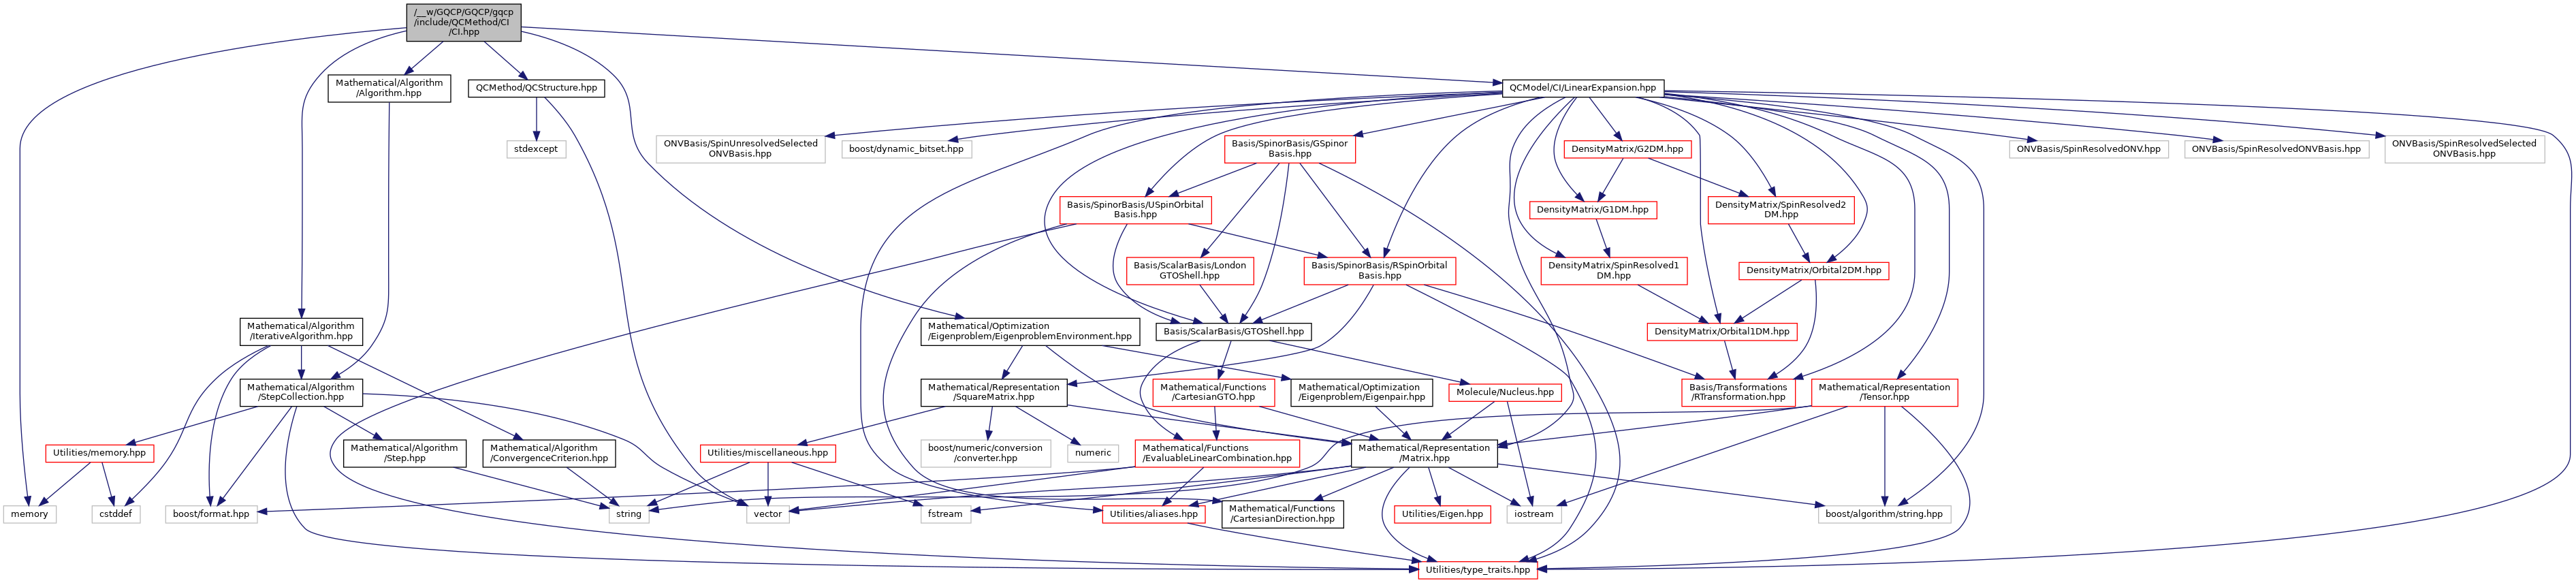 /__w/GQCP/GQCP/gqcp
/include/QCMethod/CI
/CI.hpp
Mathematical/Algorithm
/Algorithm.hpp
QCMethod/QCStructure.hpp
QCModel/CI/LinearExpansion.hpp
stdexcept
ONVBasis/SpinUnresolvedSelected
ONVBasis.hpp
boost/dynamic_bitset.hpp
Basis/SpinorBasis/GSpinor
Basis.hpp
DensityMatrix/G2DM.hpp
ONVBasis/SpinResolvedONV.hpp
ONVBasis/SpinResolvedONVBasis.hpp
ONVBasis/SpinResolvedSelected
ONVBasis.hpp
Basis/SpinorBasis/USpinOrbital
Basis.hpp
DensityMatrix/G1DM.hpp
DensityMatrix/SpinResolved2
DM.hpp
Basis/ScalarBasis/London
GTOShell.hpp
Basis/SpinorBasis/RSpinOrbital
Basis.hpp
DensityMatrix/SpinResolved1
DM.hpp
DensityMatrix/Orbital2DM.hpp
Mathematical/Algorithm
/IterativeAlgorithm.hpp
Mathematical/Optimization
/Eigenproblem/EigenproblemEnvironment.hpp
Basis/ScalarBasis/GTOShell.hpp
DensityMatrix/Orbital1DM.hpp
Mathematical/Algorithm
/StepCollection.hpp
Mathematical/Representation
/SquareMatrix.hpp
Mathematical/Functions
/CartesianGTO.hpp
Mathematical/Optimization
/Eigenproblem/Eigenpair.hpp
Molecule/Nucleus.hpp
Basis/Transformations
/RTransformation.hpp
Mathematical/Representation
/Tensor.hpp
Utilities/memory.hpp
Mathematical/Algorithm
/Step.hpp
Mathematical/Algorithm
/ConvergenceCriterion.hpp
Utilities/miscellaneous.hpp
boost/numeric/conversion
/converter.hpp
numeric
Mathematical/Functions
/EvaluableLinearCombination.hpp
Mathematical/Representation
/Matrix.hpp
memory
cstddef
boost/format.hpp
string
vector
fstream
Utilities/aliases.hpp
Mathematical/Functions
/CartesianDirection.hpp
Utilities/Eigen.hpp
iostream
boost/algorithm/string.hpp
Utilities/type_traits.hpp